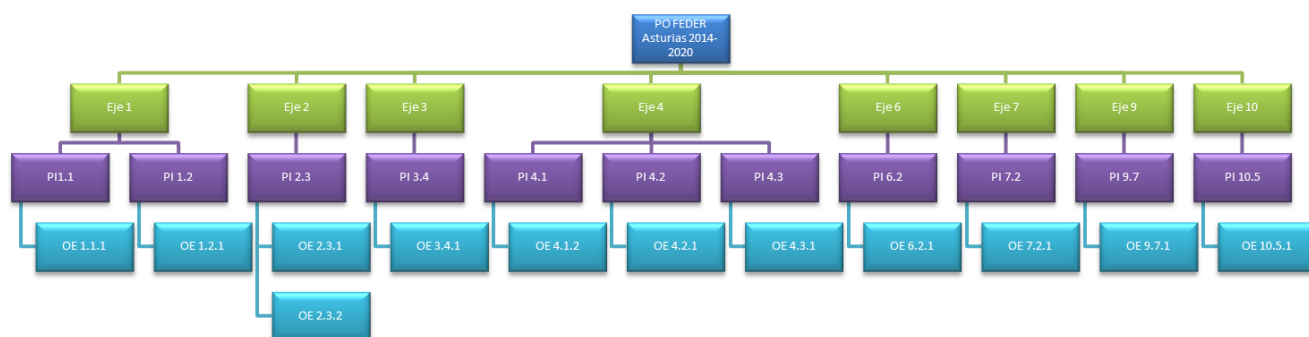 PO FEDER
Asturias 2014-
2020
Eje 1
Eje 2
Eje 3
Eje 4
Eje 6
Eje 7
Eje 9
Eje 10
PI1.1
PI 1.2
PI 2.3
PI 3.4
PI 4.1
PI 4.2
PI 4.3
PI 6.2
PI 7.2
PI 9.7
PI 10.5
OE 1.1.1
OE 1.2.1
OE 2.3.1
OE 3.4.1
OE 4.1.2
OE 4.2.1
OE 4.3.1
OE 6.2.1
OE 7.2.1
OE 9.7.1
OE 10.5.1
OE 2.3.2